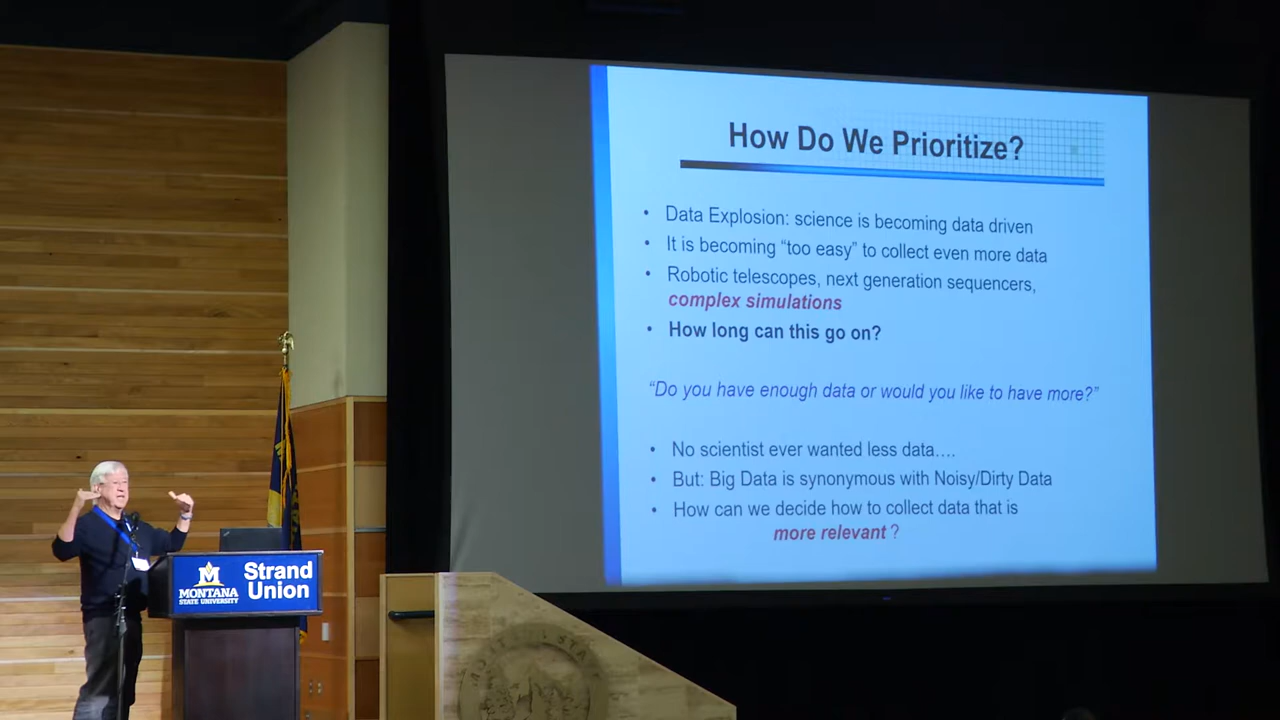 How Do We Prioritize?
• Data Explosion: science is becoming data driven
• It is becoming “too easy” to collect even more data
• Robotic telescopes, next generation sequencers,
complex simulations
• How long can this go on?
“Do you have enough data or would you like to have more?”
• No scientist ever wanted less data….
• But: Big Data is synonymous with Noisy/Dirty Data
• How can we decide how to collect data that is
more relevant ?
MONTANA
STATE UNIVERSITY
Strand
Union